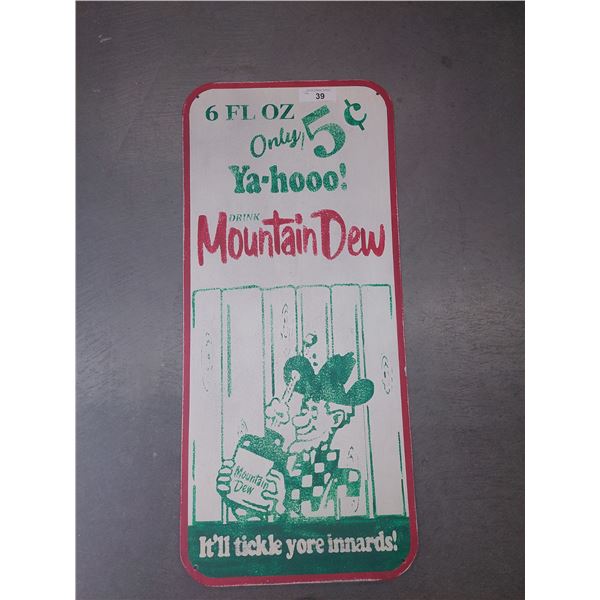 39
6 FL OZ
Only 5¢
Ya-hooo!
DRINK
Mountain Dew
Mountain
Dew
It'll tickle yore innards!